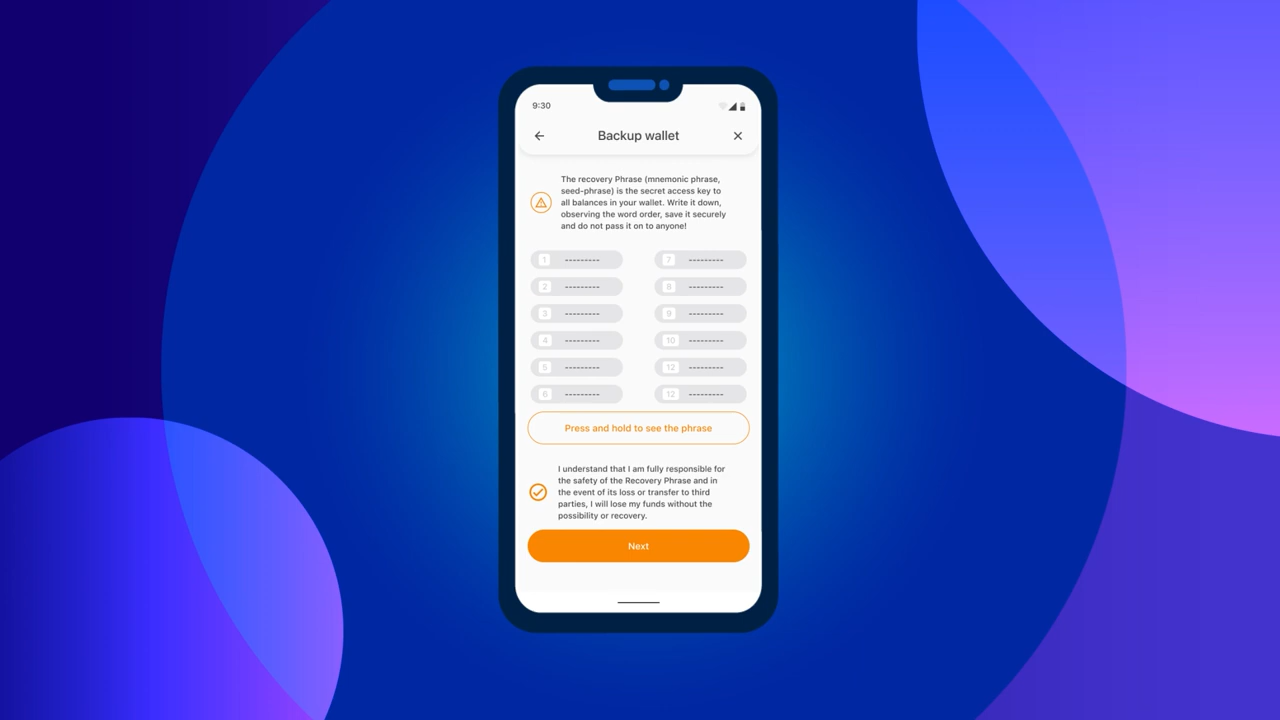 9:30
Backup wallet
The recovery Phrase (mnemonic phrase,
seed-phrase) is the secret access key to
all balances in your wallet. Write it down,
observing the word order, save it securely
and do not pass it on to anyone!
1 ---------
7 ---------
2 ---------
8 ---------
3 ---------
9 ---------
4 ---------
10 ---------
5 ---------
12 ---------
6 ---------
12 ---------
Press and hold to see the phrase
I understand that I am fully responsible for
the safety of the Recovery Phrase and in
the event of its loss or transfer to third
parties, I will lose my funds without the
possibility or recovery.
Next